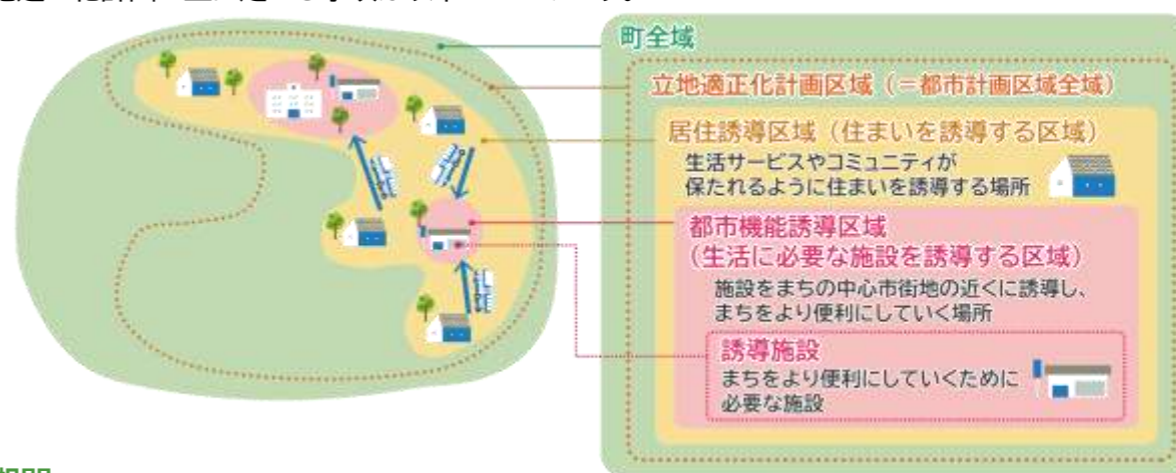 町全域
立地適正化計画区域（＝都市計画区域全域）
居住誘導区域（住まいを誘導する区域）
生活サービスやコミュニティが
保たれるように住まいを誘導する場所
都市機能誘導区域
（生活に必要な施設を誘導する区域）
施設をまちの中心市街地の近くに誘導し、
まちをより便利にしていく場所
誘導施設
まちをより便利にしていくために
必要な施設